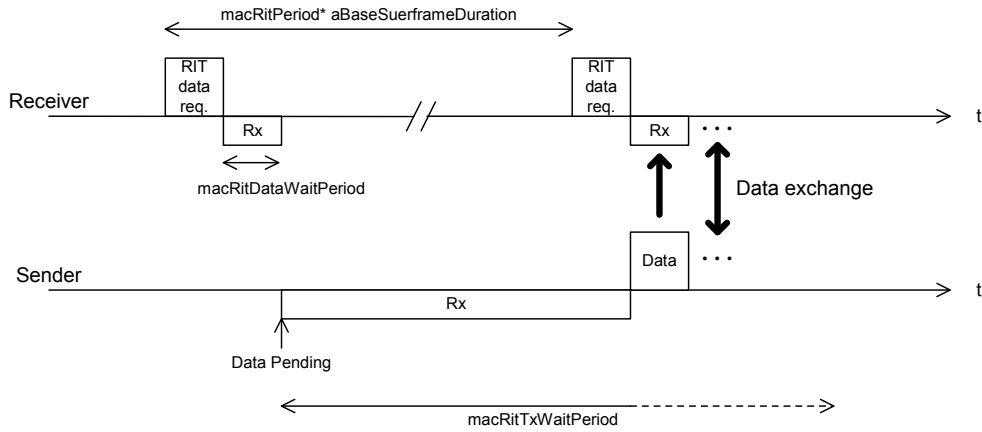 macRitPeriod* aBaseSuerframeDuration
RIT
data
req.
RIT
data
req.
Receiver
t
Rx
Rx
...
macRitDataWaitPeriod
Data exchange
Data
...
Sender
t
Rx
Data Pending
macRitTxWaitPeriod